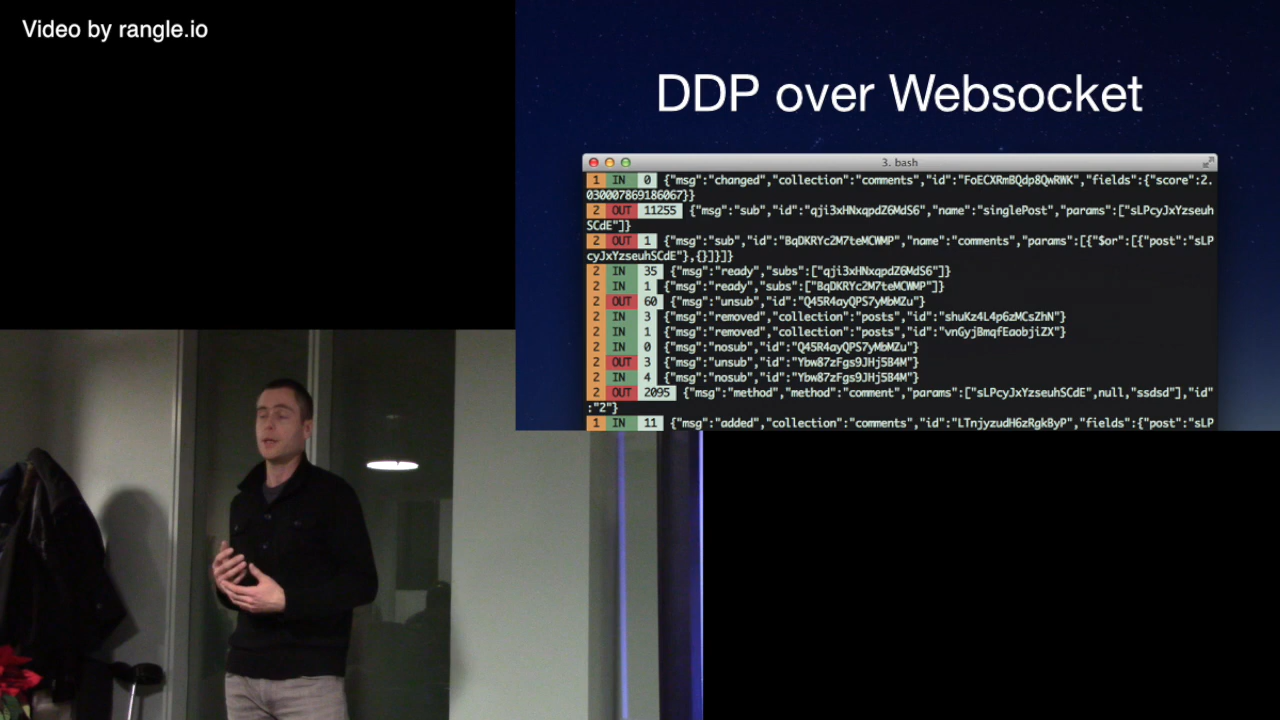 Video by rangle.io
DDP over Websocket
3. bash
1 IN 0 {"msg":"changed","collection":"comments","id":"FoECXRmBQdp8QwRWK","fields":{"score":2.
030007869186067}}
2 OUT 11255 {"msg":"sub","id":"qji3xHNxqpdZ6MdS6","name":"singlePost","params":["sLPcyJxYzseuh
SCdE"]}
2 OUT 1 {"msg":"sub","id":"BqDKRYc2M7teMCWMP","name":"comments","params":[{"$or":[{"post":"sLP
cyJxYzseuhSCdE"},{}]}]}
2 IN 35 {"msg":"ready","subs":["qji3xHNxqpdZ6MdS6"]}
2 IN 1 {"msg":"ready","subs":["BqDKRYc2M7teMCWMP"]}
2 OUT 60 {"msg":"unsub","id":"Q45R4ayQPS7yMbMZu"}
2 IN 3 {"msg":"removed","collection":"posts","id":"shuKz4L4p6zMCsZhN"}
2 IN 1 {"msg":"removed","collection":"posts","id":"vnGyjBmqfEaobjiZX"}
2 IN 0 {"msg":"nosub","id":"Q45R4ayQPS7yMbMZu"}
2 OUT 3 {"msg":"unsub","id":"Ybw87zFgs9JHj5B4M"}
2 IN 4 {"msg":"nosub","id":"Ybw87zFgs9JHj5B4M"}
2 OUT 2095 {"msg":"method","method":"comment","params":["sLPcyJxYzseuhSCdE",null,"ssdsd"],"id"
:"2"}
1 IN 11 {"msg":"added","collection":"comments","id":"LTnjyzudH6zRgkByP","fields":{"post":"sLP